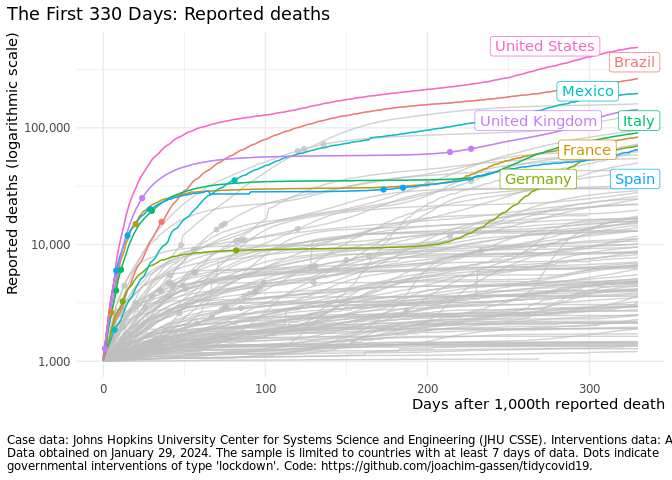 The First 330 Days: Reported deaths
Reported deaths (logarithmic scale)
United States
Brazil
Mexico
United Kingdom
Italy
France
Germany
Spain
100,000
10,000
1,000
0
100
200
300
Days after 1,000th reported death
Case data: Johns Hopkins University Center for Systems Science and Engineering (JHU CSSE). Interventions data: A
Data obtained on January 29, 2024. The sample is limited to countries with at least 7 days of data. Dots indicate
governmental interventions of type 'lockdown'. Code: https://github.com/joachim-gassen/tidycovid19.